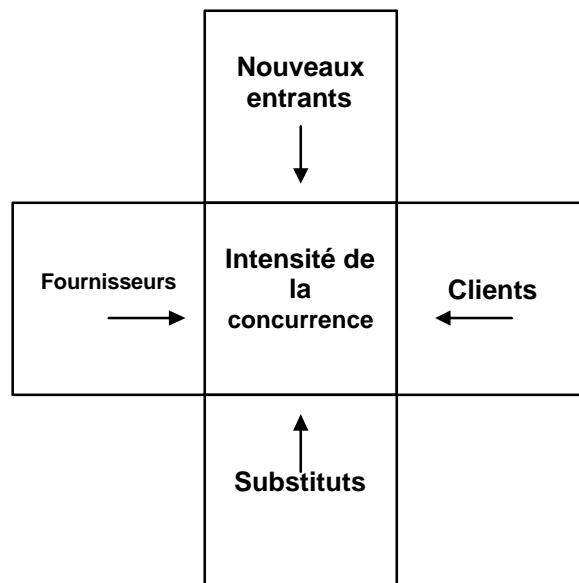 Nouveaux
entrants
Fournisseurs
Intensité de
la
concurrence
Clients
Substituts